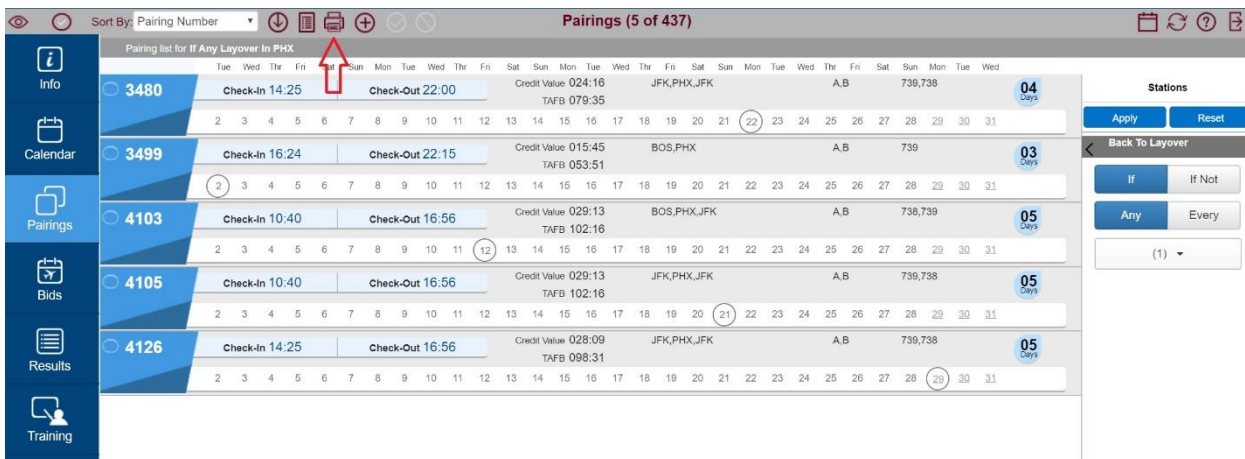 Sort By: Pairing Number
Pairings (5 of 437)
Info
Calendar
Pairings
Bids
Results
Training
Pairing list for If Any Layover In PHX
Tue Wed Thr Fri Sat Sun Mon Tue Wed Thr Fri Sat Sun Mon Tue Wed Thr Fri Sat Sun Mon Tue Wed Thr Fri Sat Sun Mon Tue Wed
3480 Check-In 14:25 Check-Out 22:00 Credit Value 024:16 JFK,PHX,JFK A,B 739,738 04 Days
TAFB 079:35
2 3 4 5 6 7 8 9 10 11 12 13 14 15 16 17 18 19 20 21 22 23 24 25 26 27 28 29 30 31
3499 Check-In 16:24 Check-Out 22:15 Credit Value 015:45 BOS,PHX A,B 739 03 Days
TAFB 053:51
2 3 4 5 6 7 8 9 10 11 12 13 14 15 16 17 18 19 20 21 22 23 24 25 26 27 28 29 30 31
4103 Check-In 10:40 Check-Out 16:56 Credit Value 029:13 BOS,PHX,JFK A,B 738,739 05 Days
TAFB 102:16
2 3 4 5 6 7 8 9 10 11 12 13 14 15 16 17 18 19 20 21 22 23 24 25 26 27 28 29 30 31
4105 Check-In 10:40 Check-Out 16:56 Credit Value 029:13 JFK,PHX,JFK A,B 739,738 05 Days
TAFB 102:16
2 3 4 5 6 7 8 9 10 11 12 13 14 15 16 17 18 19 20 21 22 23 24 25 26 27 28 29 30 31
4126 Check-In 14:25 Check-Out 16:56 Credit Value 028:09 JFK,PHX,JFK A,B 739,738 05 Days
TAFB 098:31
2 3 4 5 6 7 8 9 10 11 12 13 14 15 16 17 18 19 20 21 22 23 24 25 26 27 28 29 30 31
Stations
Apply Reset
Back To Layover
If If Not
Any Every
(1)